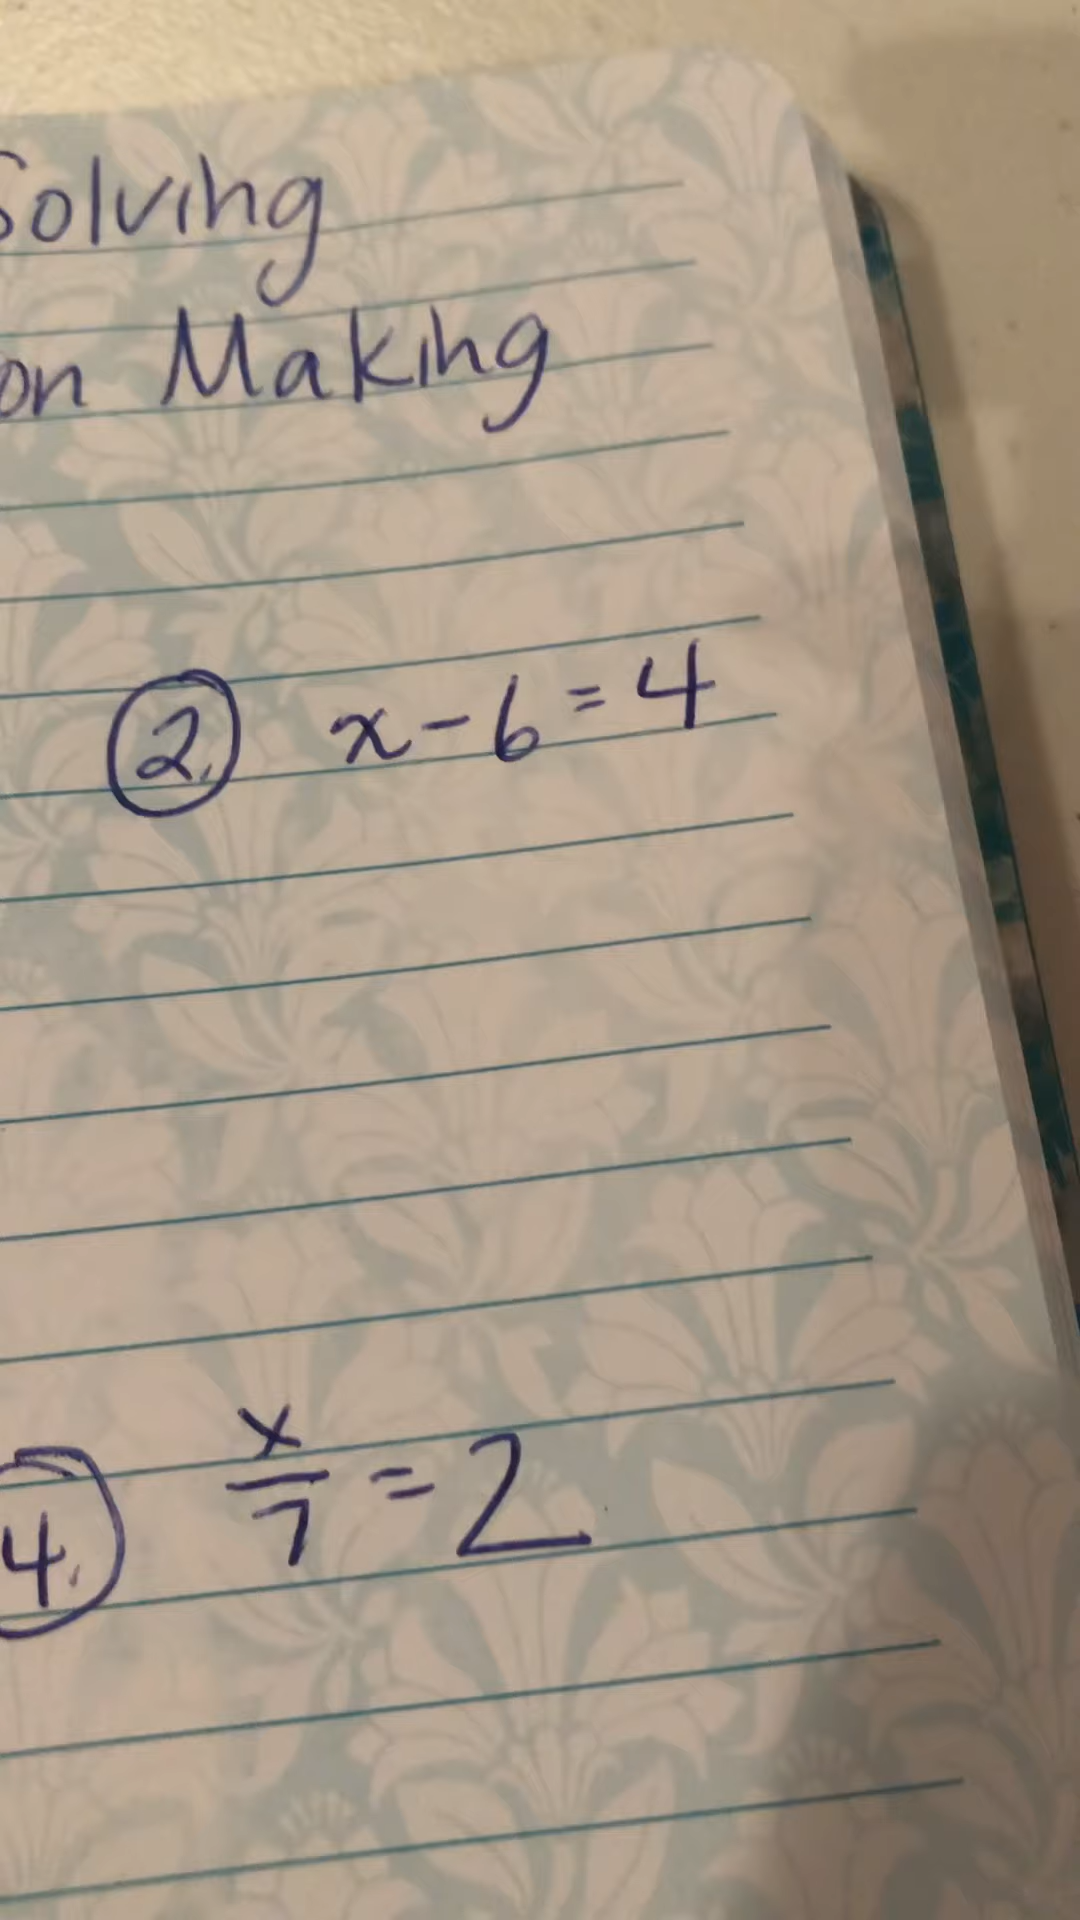 Solving
on Making
2. x - 6 = 4
4. x/7 = 2